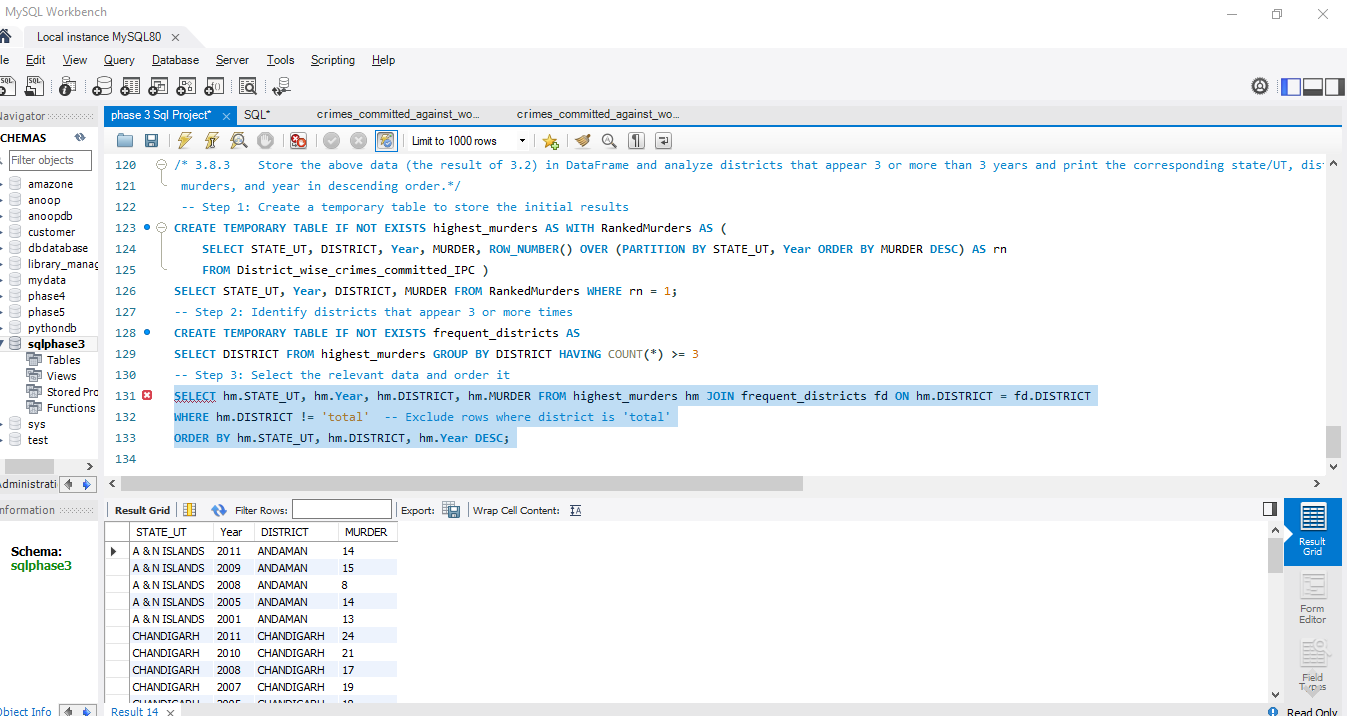 MySQL Workbench
Local instance MySQL80
le Edit View Query Database Server Tools Scripting Help
Navigator
phase 3 Sql Project* SQL* crimes_committed_against_wo... crimes_committed_against_wo...
CHEMAS
Filter objects
amazone
anoop
anoopdb
customer
dbdatabase
library_manag
mydata
phase4
phase5
pythondb
sqlphase3
Tables
Views
Stored Pro
Functions
sys
test
Administrati
nformation
Schema:
sqlphase3
Object Info
Limit to 1000 rows
120 /* 3.8.3 Store the above data (the result of 3.2) in DataFrame and analyze districts that appear 3 or more than 3 years and print the corresponding state/UT, dis
121 murders, and year in descending order.*/
122 -- Step 1: Create a temporary table to store the initial results
123 CREATE TEMPORARY TABLE IF NOT EXISTS highest_murders AS WITH RankedMurders AS (
124 SELECT STATE_UT, DISTRICT, Year, MURDER, ROW_NUMBER() OVER (PARTITION BY STATE_UT, Year ORDER BY MURDER DESC) AS rn
125 FROM District_wise_crimes_committed_IPC )
126 SELECT STATE_UT, Year, DISTRICT, MURDER FROM RankedMurders WHERE rn = 1;
127 -- Step 2: Identify districts that appear 3 or more times
128 CREATE TEMPORARY TABLE IF NOT EXISTS frequent_districts AS
129 SELECT DISTRICT FROM highest_murders GROUP BY DISTRICT HAVING COUNT(*) >= 3
130 -- Step 3: Select the relevant data and order it
131 SELECT hm.STATE_UT, hm.Year, hm.DISTRICT, hm.MURDER FROM highest_murders hm JOIN frequent_districts fd ON hm.DISTRICT = fd.DISTRICT
132 WHERE hm.DISTRICT != 'total' -- Exclude rows where district is 'total'
133 ORDER BY hm.STATE_UT, hm.DISTRICT, hm.Year DESC;
134
Result Grid Filter Rows: Export: Wrap Cell Content:
STATE_UT Year DISTRICT MURDER
A & N ISLANDS 2011 ANDAMAN 14
A & N ISLANDS 2009 ANDAMAN 15
A & N ISLANDS 2008 ANDAMAN 8
A & N ISLANDS 2005 ANDAMAN 14
A & N ISLANDS 2001 ANDAMAN 13
CHANDIGARH 2011 CHANDIGARH 24
CHANDIGARH 2010 CHANDIGARH 21
CHANDIGARH 2008 CHANDIGARH 17
CHANDIGARH 2007 CHANDIGARH 19
Result 14
Result
Grid
Form
Editor
Field
Types
Read Only